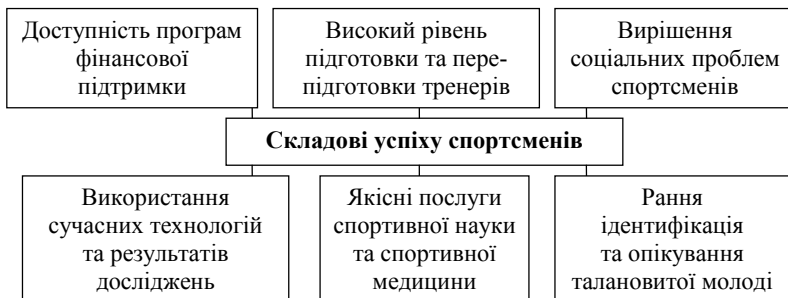 Доступність програм
фінансової
підтримки
Високий рівень
підготовки та пере-
підготовки тренерів
Вирішення
соціальних проблем
спортсменів
Складові успіху спортсменів
Використання
сучасних технологій
та результатів
досліджень
Якісні послуги
спортивної науки
та спортивної
медицини
Рання
ідентифікація
та опікування
талановитої молоді